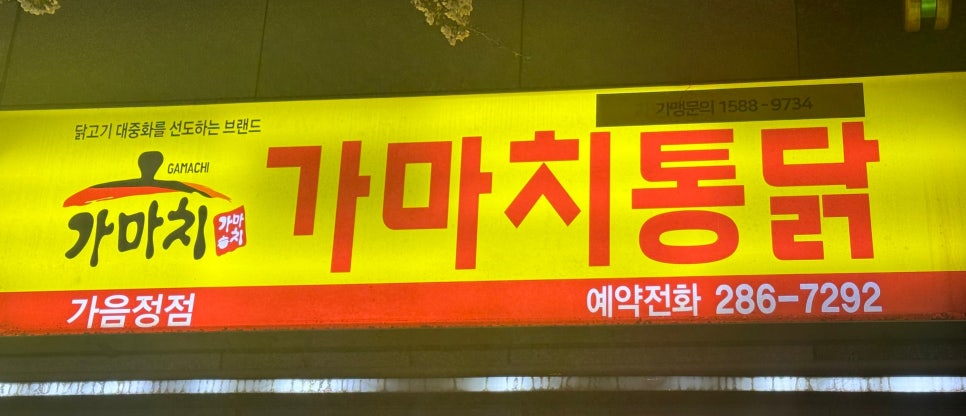 닭고기 대중화를 선도하는 브랜드
가맹문의 1588-9734
GAMACHI
가마치
가마
치
가마치통닭
가음정점
예약전화 286-7292